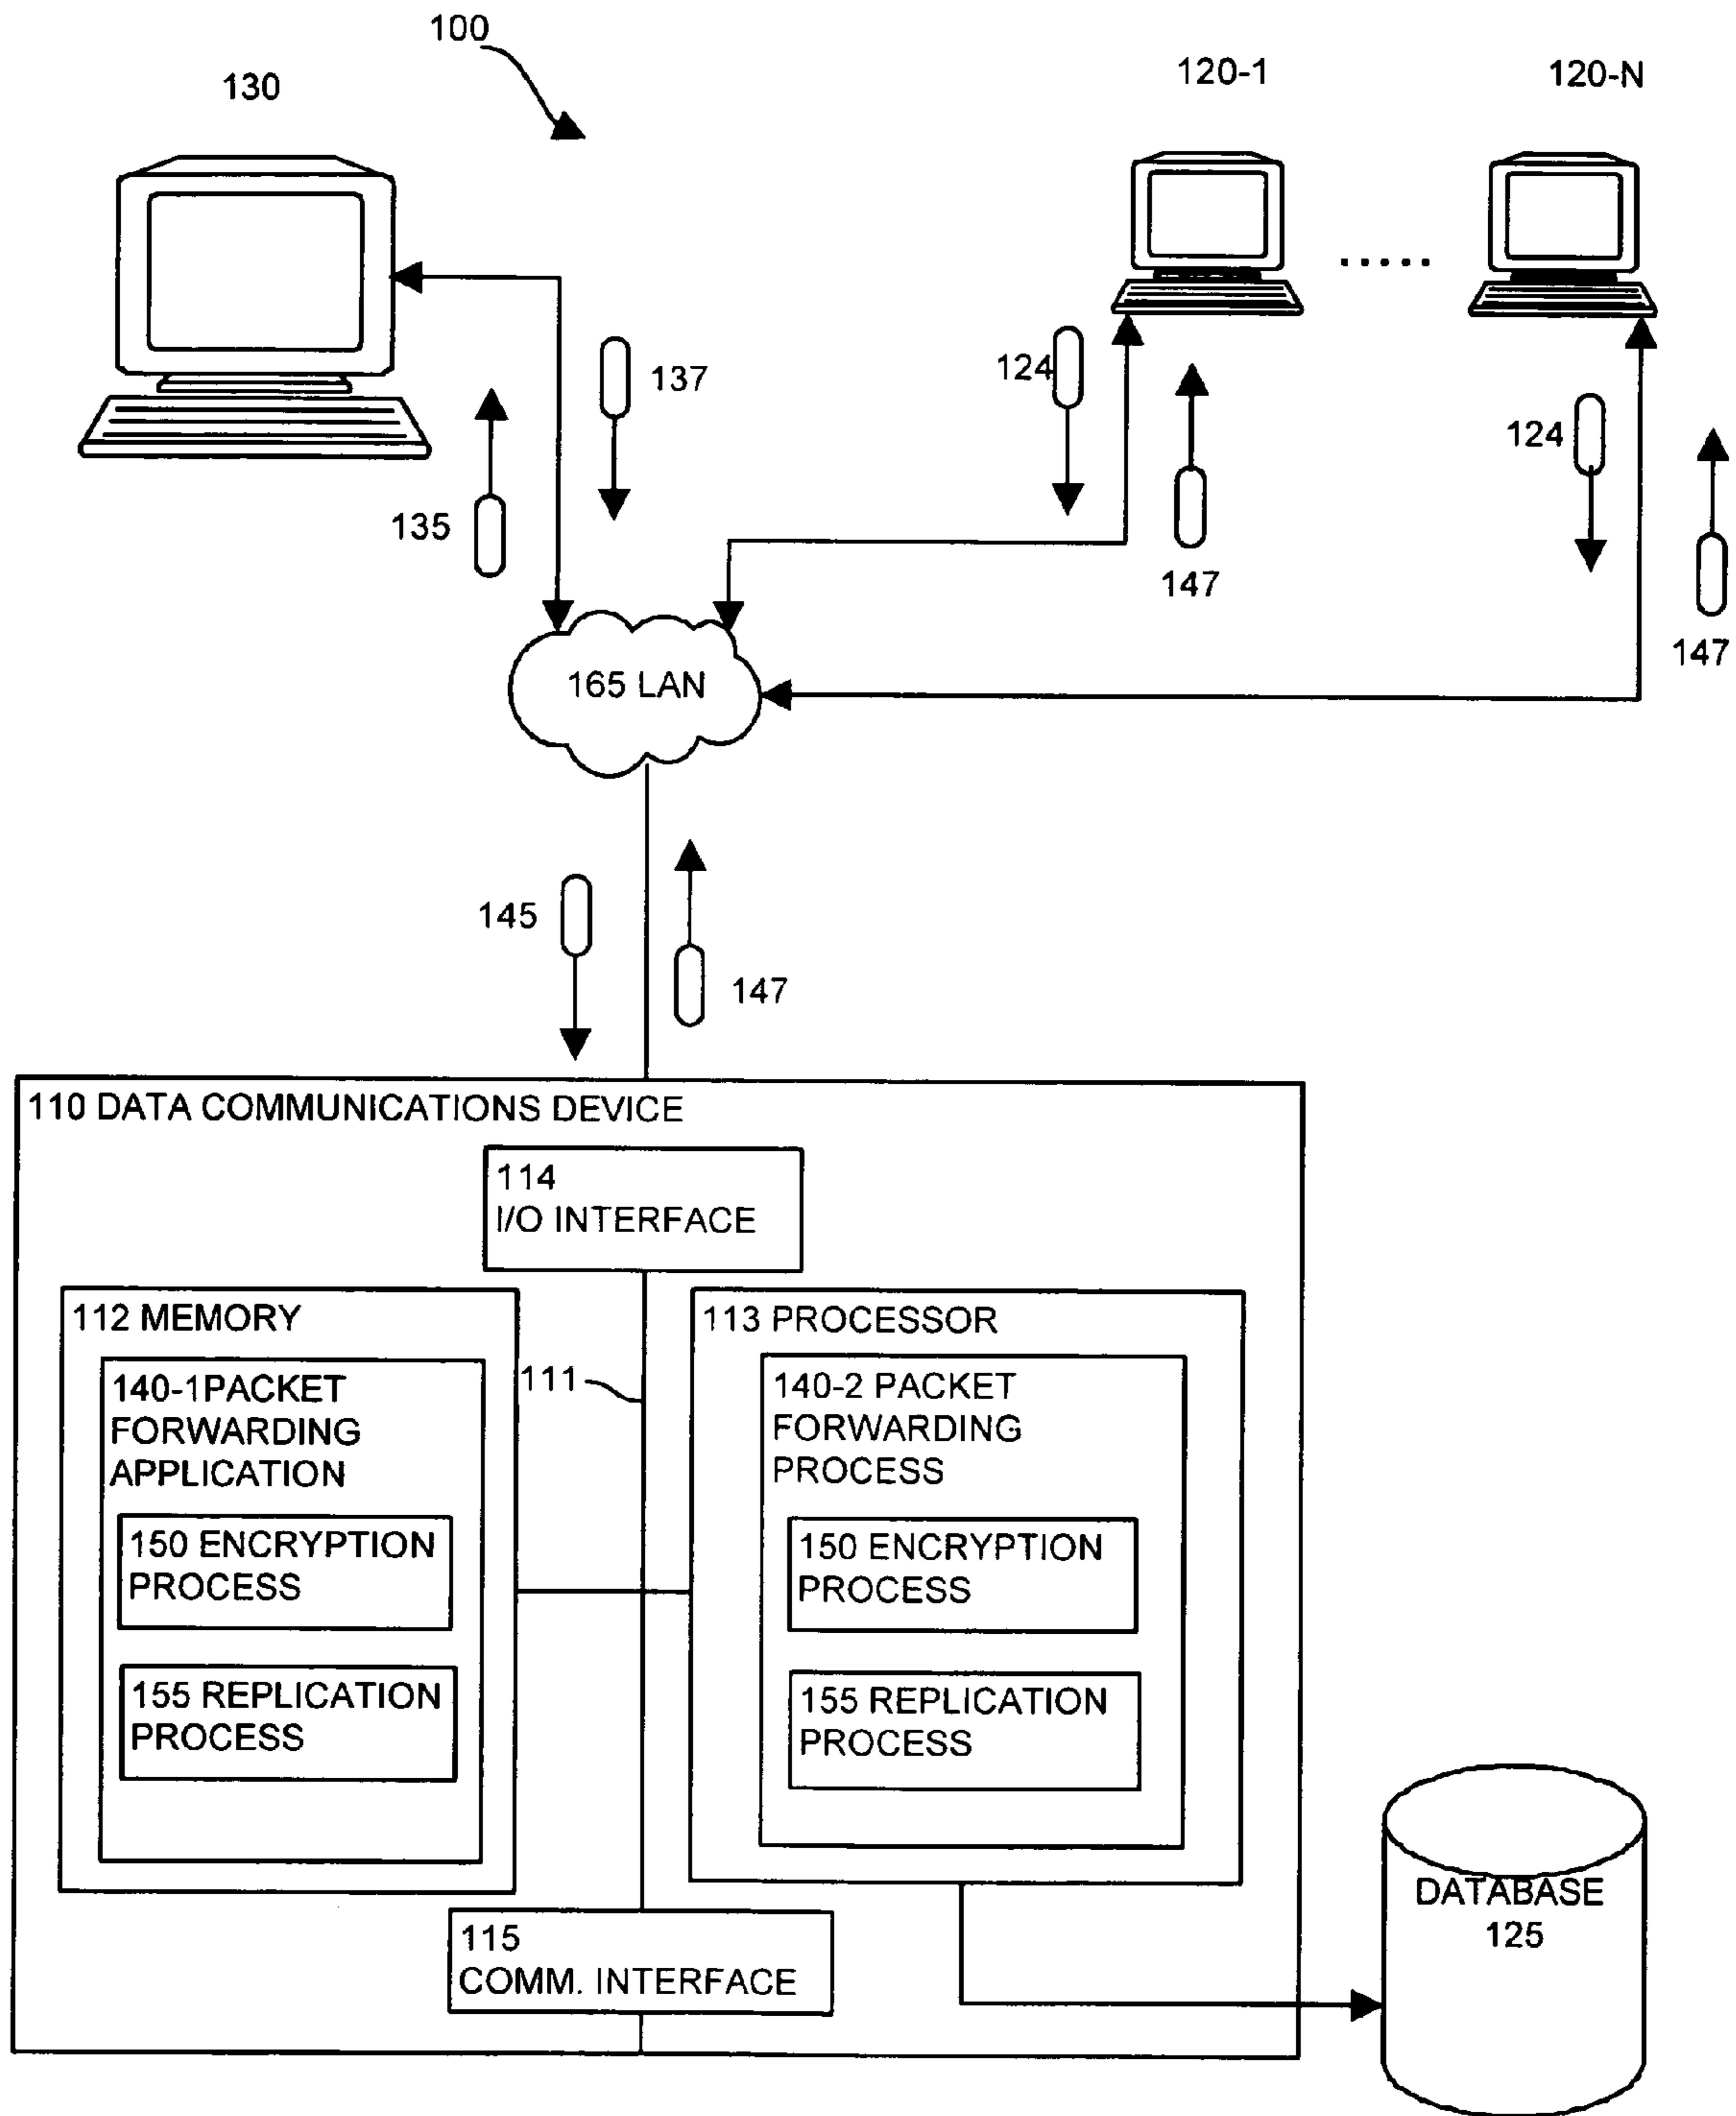 100
130
120-1
120-N
137
124
124
135
147
147
165 LAN
145
147
110 DATA COMMUNICATIONS DEVICE
114
I/O INTERFACE
112 MEMORY
113 PROCESSOR
111
140-1PACKET
FORWARDING
APPLICATION
140-2 PACKET
FORWARDING
PROCESS
150 ENCRYPTION
PROCESS
150 ENCRYPTION
PROCESS
155 REPLICATION
PROCESS
155 REPLICATION
PROCESS
DATABASE
125
115
COMM. INTERFACE